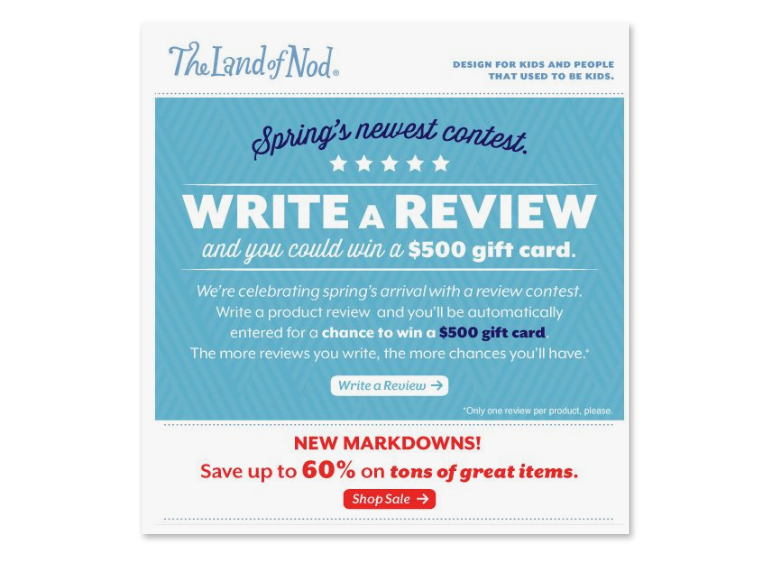 The Land of Nod®
DESIGN FOR KIDS AND PEOPLE
THAT USED TO BE KIDS.
Spring's newest contest.
WRITE A REVIEW
and you could win a $500 gift card.
We're celebrating spring's arrival with a review contest.
Write a product review and you'll be automatically
entered for a chance to win a $500 gift card.
The more reviews you write, the more chances you'll have.*
Write a Review →
*Only one review per product, please.
NEW MARKDOWNS!
Save up to 60% on tons of great items.
Shop Sale →